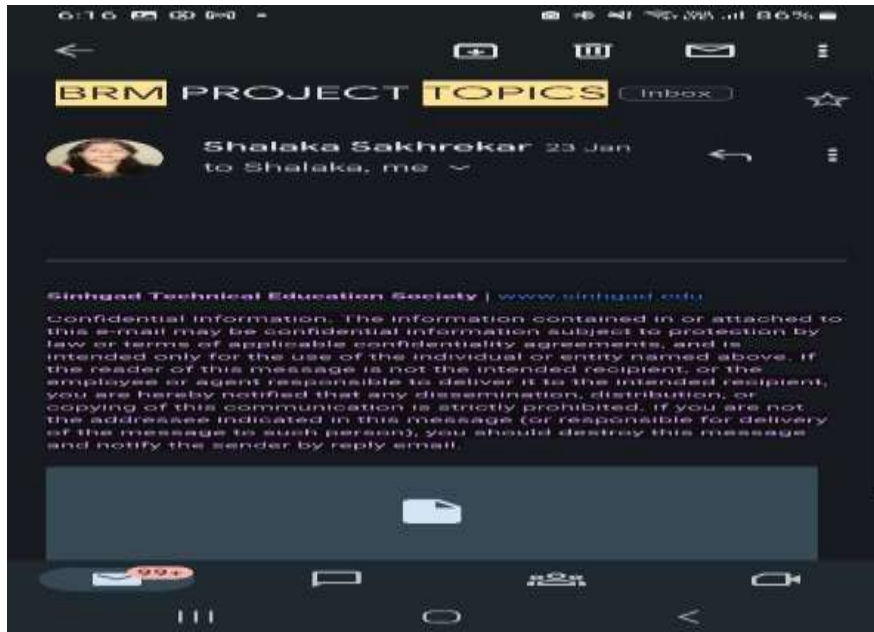 6:16 86%
BRM PROJECT TOPICS Inbox
Shalaka Sakhrekar 23 Jan
to Shalaka, me
Sinhgad Technical Education Society | www.sinhgad.edu
Confidential Information. The information contained in or attached to
this e-mail may be confidential information subject to protection by
law or terms of applicable confidentiality agreements, and is
intended only for the use of the individual or entity named above. If
the reader of this message is not the intended recipient, or the
employee or agent responsible to deliver it to the intended recipient,
you are hereby notified that any dissemination, distribution, or
copying of this communication is strictly prohibited. If you are not
the addressee indicated in this message (or responsible for delivery
of the message to such person), you should destroy this message
and notify the sender by reply email.
99+